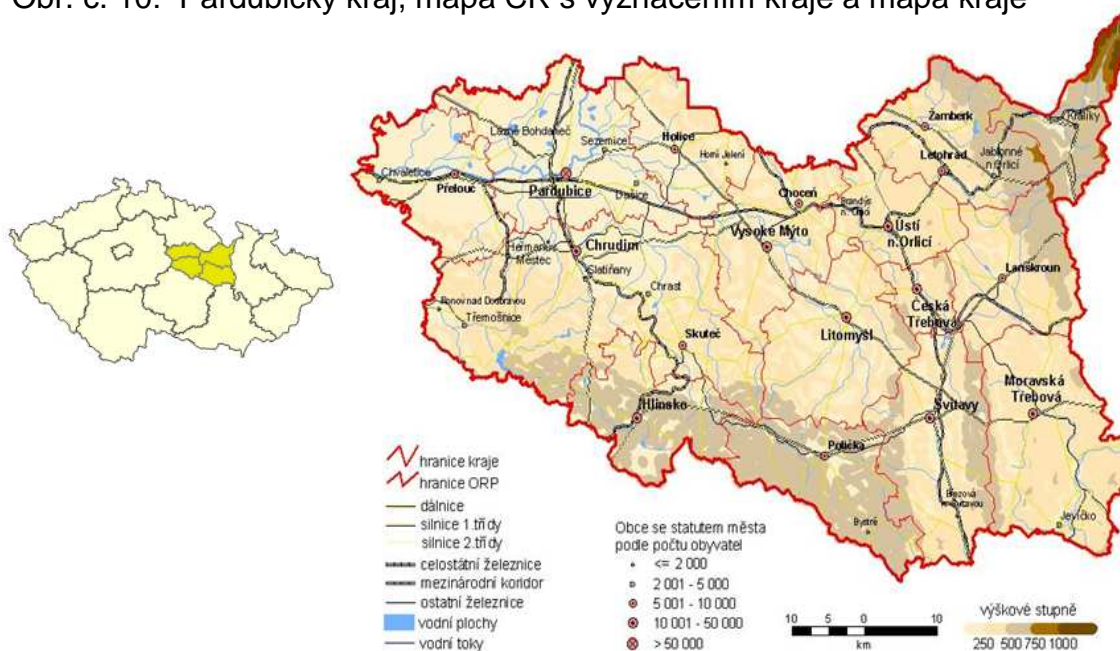 Obr. č. 10: Pardubický kraj, mapa ČR s vyznačením kraje a mapa kraje
Žamberk
Králíky
Lázně Bohdaneč
Sezemice
Holice
Horní Jelení
Letohrad
Jablonné
n.Orlicí
Chvaletice
Přelouč
Pardubice
Dašice
Choceň
Brandýs
Ústí
n.Orlicí
Vysoké Mýto
Heřmanův
Městec
Chrudim
Slatiňany
Lanškroun
Chrast
Ronov nad Doubravou
Třemošnice
Česká
Třebová
Litomyšl
Skuteč
Moravská
Třebová
Hlinsko
Svitavy
Polička
Březová
Bystré
Jevíčko
hranice kraje
hranice ORP
dálnice
silnice 1.třídy
silnice 2.třídy
celostátní železnice
mezinárodní koridor
ostatní železnice
vodní plochy
vodní toky
Obce se statutem města
podle počtu obyvatel
<= 2 000
2 001 - 5 000
5 001 - 10 000
10 001 - 50 000
> 50 000
10 5 0 10
km
výškové stupně
250 500 750 1000